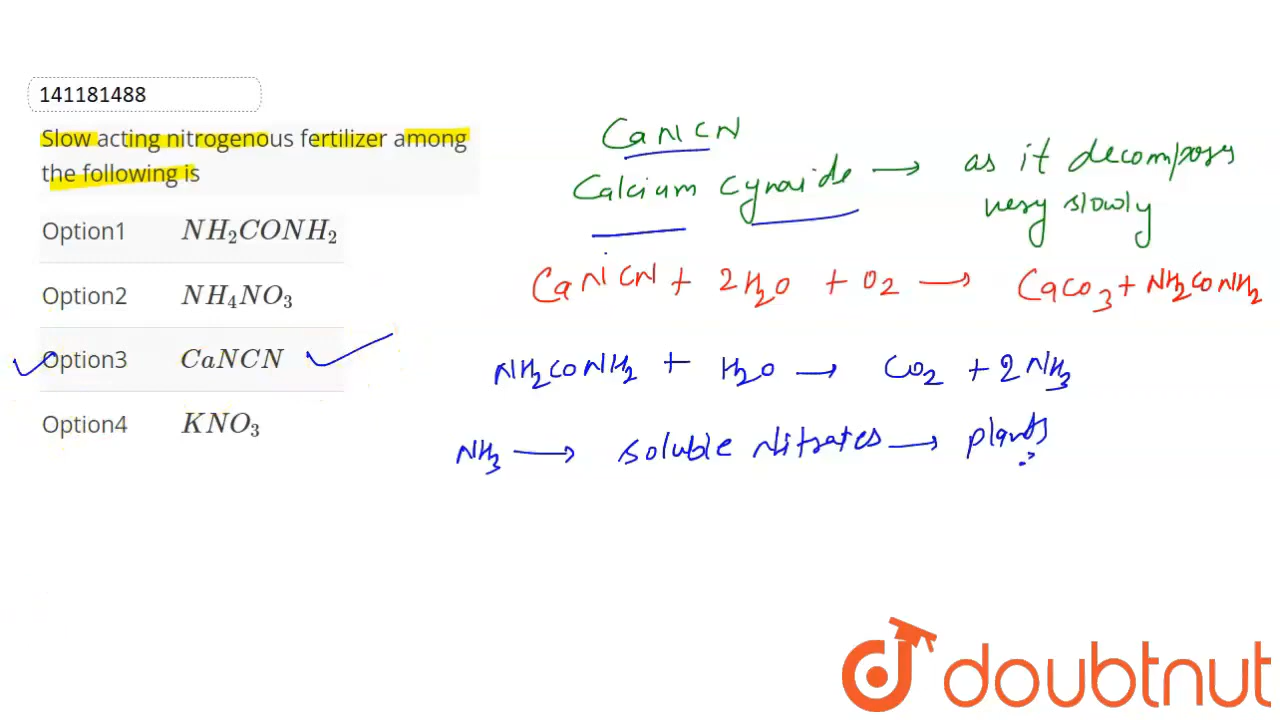 141181488
Slow acting nitrogenous fertilizer among
the following is
Option1 NH₂CONH₂
Option2 NH₄NO₃
Option3 CaNCN
Option4 KNO₃
CaNCN
Calcium Cynaide → as it decomposes
very slowly
CaNCN + 2H₂O + O₂ → CaCO₃ + NH₂CONH₂
NH₂CONH₂ + H₂O → CO₂ + 2NH₃
NH₃ → soluble Nitrates → plants
doubtnut